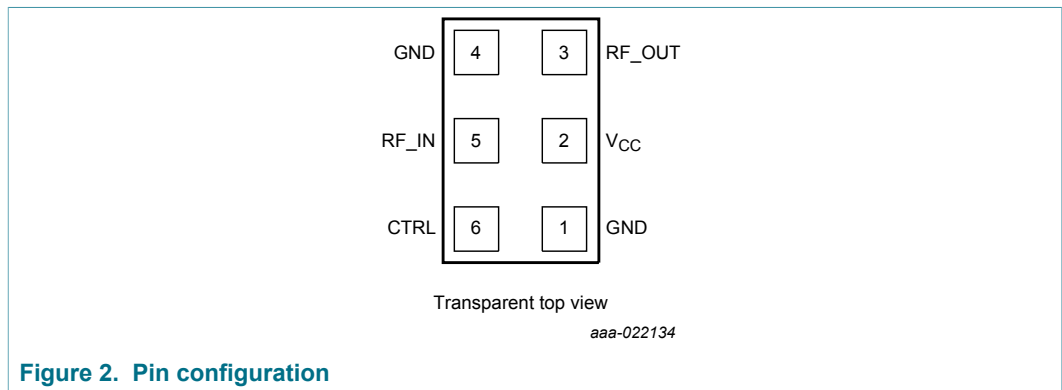 GND 4 3 RF_OUT
RF_IN 5 2 VCC
CTRL 6 1 GND
Transparent top view
aaa-022134
Figure 2. Pin configuration